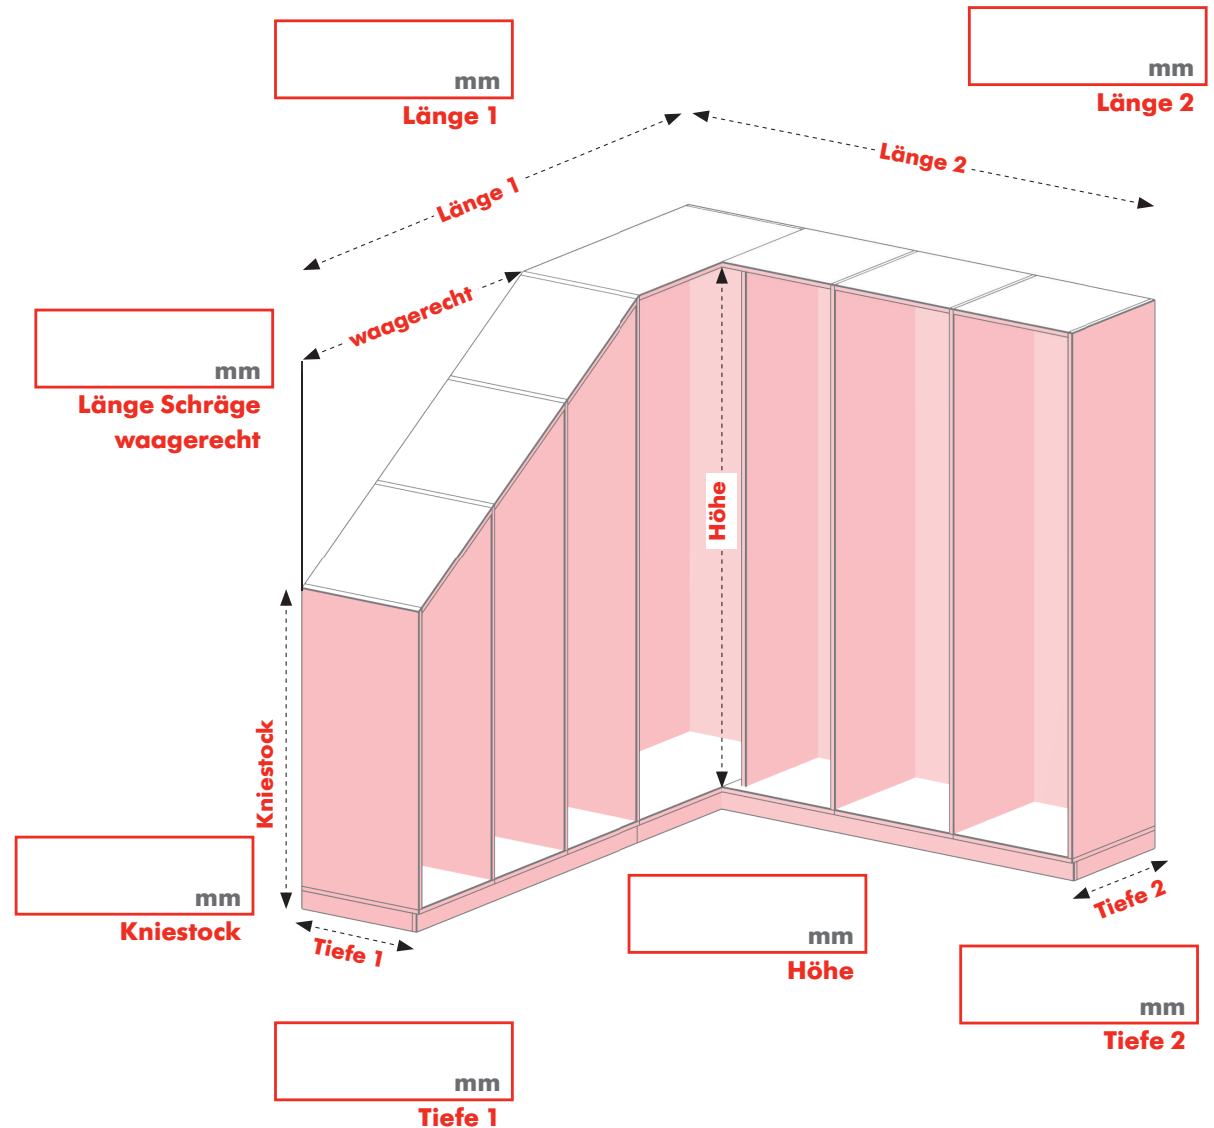 mm
Länge 1
mm
Länge 2
Länge 1
Länge 2
waagerecht
mm
Länge Schräge
waagerecht
Höhe
Kniestock
mm
Kniestock
Tiefe 1
mm
Höhe
Tiefe 2
mm
Tiefe 2
mm
Tiefe 1